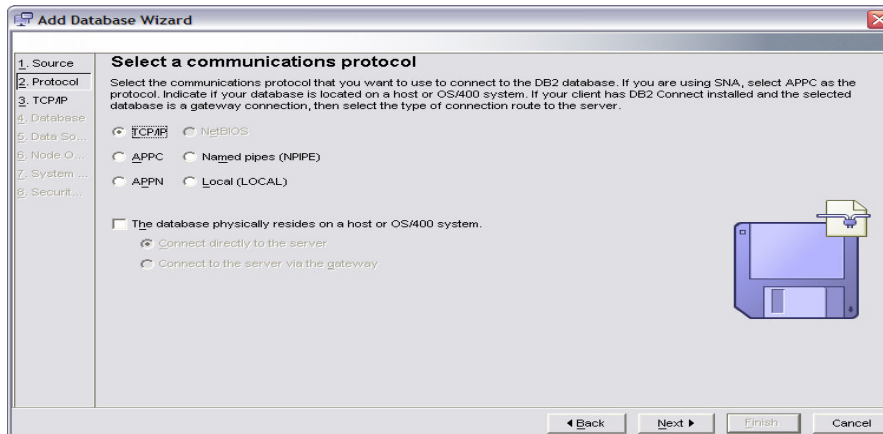 Add Database Wizard
1. Source
2. Protocol
3. TCP/IP
4. Database
5. Data So...
6. Node O...
7. System ...
8. Securit...
Select a communications protocol
Select the communications protocol that you want to use to connect to the DB2 database. If you are using SNA, select APPC as the
protocol. Indicate if your database is located on a host or OS/400 system. If your client has DB2 Connect installed and the selected
database is a gateway connection, then select the type of connection route to the server.
TCP/IP NetBIOS
APPC Named pipes (NPIPE)
APPN Local (LOCAL)
The database physically resides on a host or OS/400 system.
Connect directly to the server
Connect to the server via the gateway
Back Next Finish Cancel